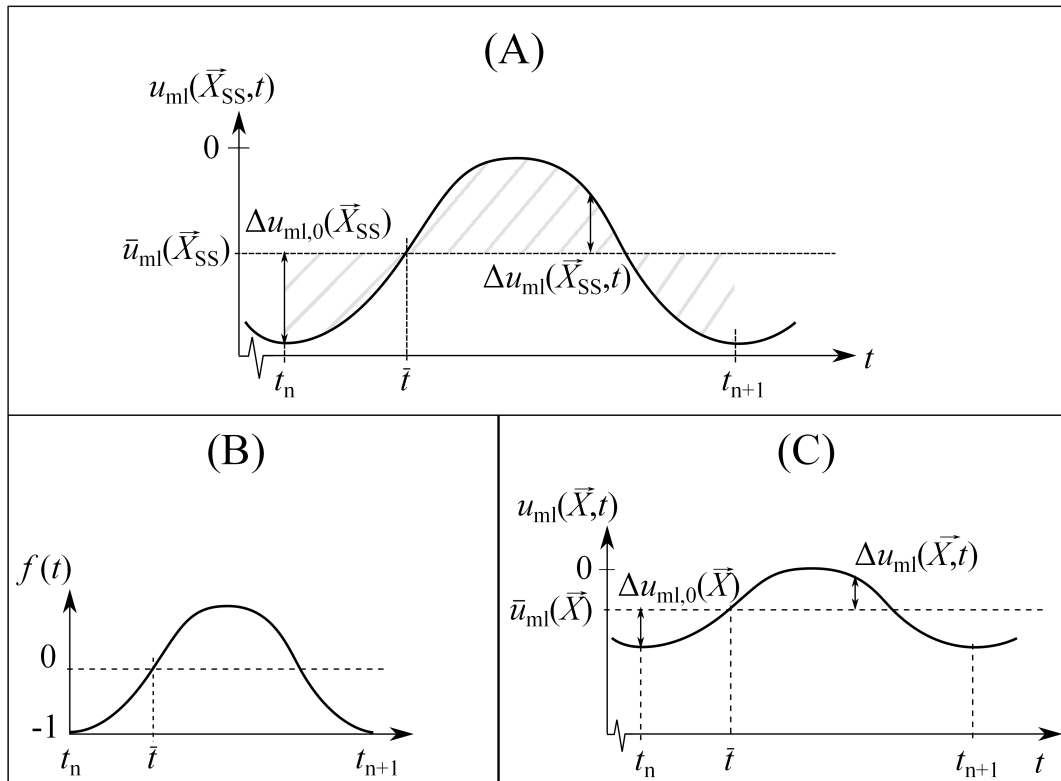 (A)
u_ml(X⃗_SS,t)
0
Δu_ml,0(X⃗_SS)
ū_ml(X⃗_SS)
Δu_ml(X⃗_SS,t)
t_n
t̄
t_n+1
t
(B)
f(t)
0
-1
t_n
t̄
t_n+1
(C)
u_ml(X⃗,t)
0
Δu_ml,0(X⃗)
Δu_ml(X⃗,t)
ū_ml(X⃗)
t_n
t̄
t_n+1
t